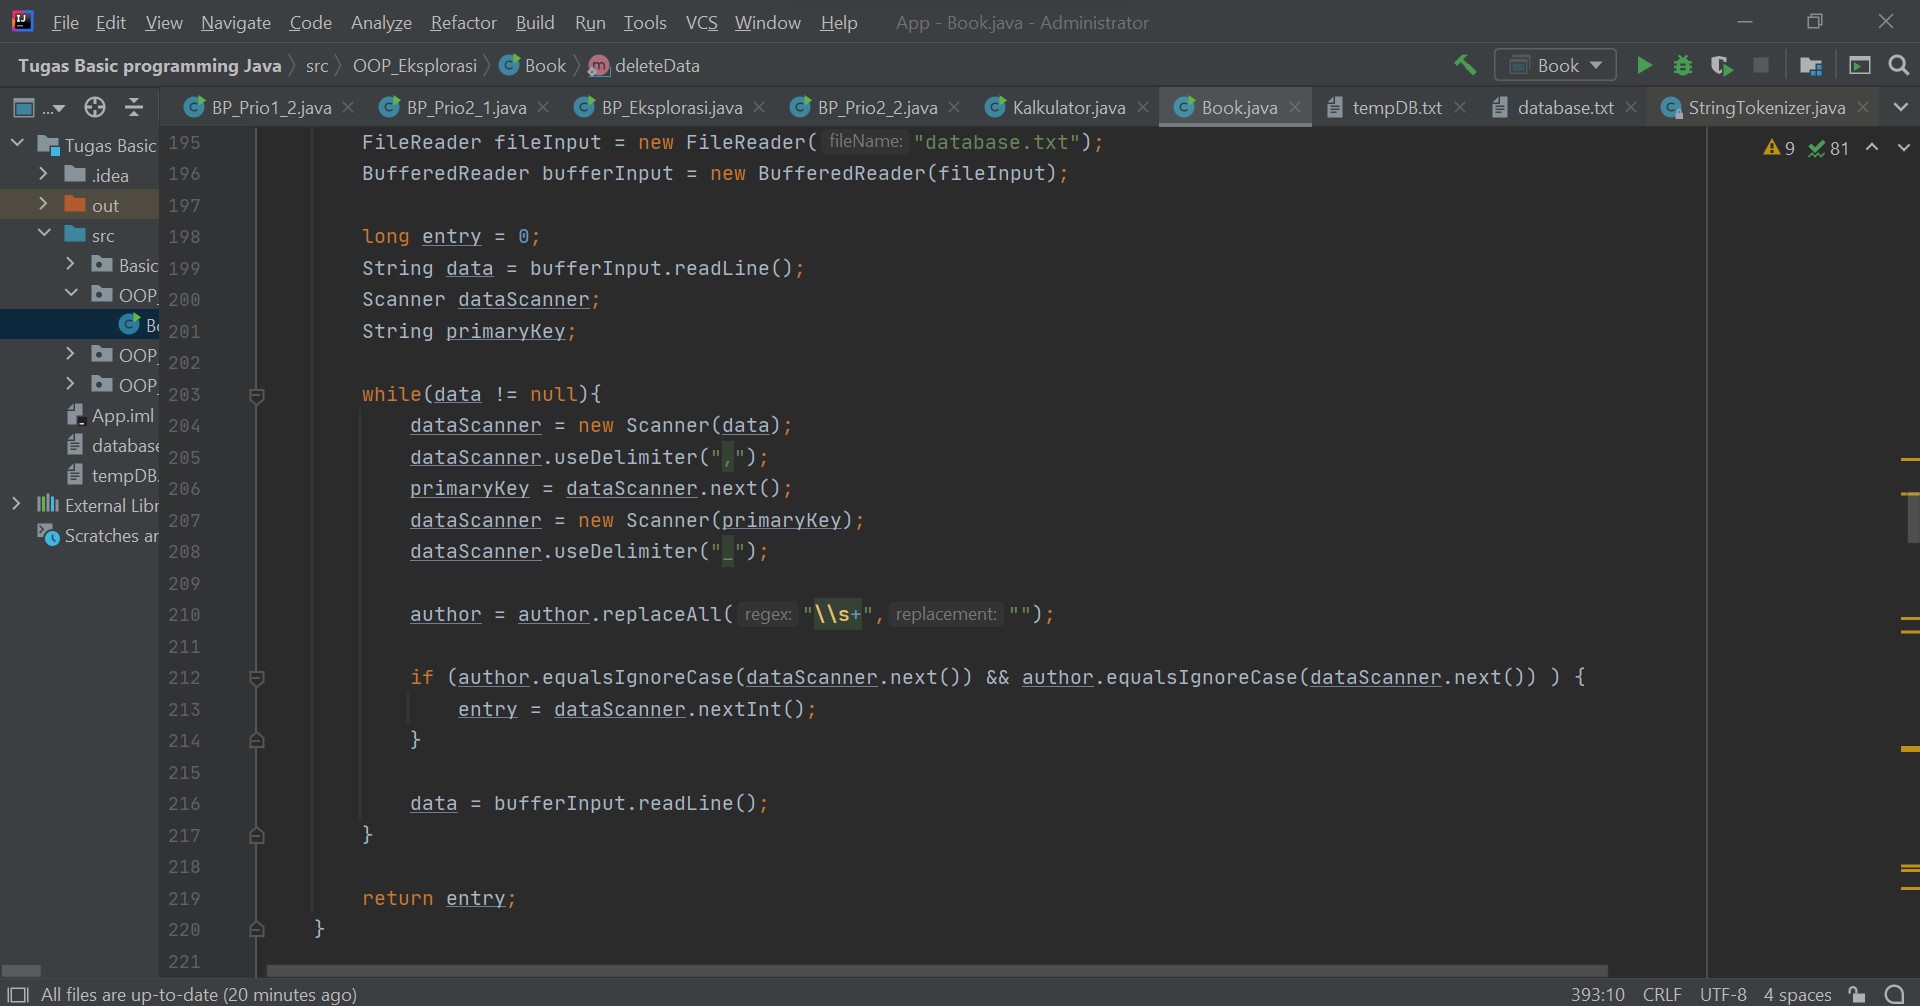 File Edit View Navigate Code Analyze Refactor Build Run Tools VCS Window Help App - Book.java - Administrator
Tugas Basic programming Java src OOP_Eksplorasi Book deleteData Book
... BP_Prio1_2.java BP_Prio2_1.java BP_Eksplorasi.java BP_Prio2_2.java Kalkulator.java Book.java tempDB.txt database.txt StringTokenizer.java
Tugas Basic
.idea
out
src
Basic
OOP_
Bo
OOP_
OOP_
App.iml
database
tempDB.
External Libr
Scratches an
9 81
195 FileReader fileInput = new FileReader( fileName: "database.txt");
196 BufferedReader bufferInput = new BufferedReader(fileInput);
197
198 long entry = 0;
199 String data = bufferInput.readLine();
200 Scanner dataScanner;
201 String primaryKey;
202
203 while(data != null){
204 dataScanner = new Scanner(data);
205 dataScanner.useDelimiter(",");
206 primaryKey = dataScanner.next();
207 dataScanner = new Scanner(primaryKey);
208 dataScanner.useDelimiter("_");
209
210 author = author.replaceAll( regex: "\\s+", replacement: "");
211
212 if (author.equalsIgnoreCase(dataScanner.next()) && author.equalsIgnoreCase(dataScanner.next()) ) {
213 entry = dataScanner.nextInt();
214 }
215
216 data = bufferInput.readLine();
217 }
218
219 return entry;
220 }
221
All files are up-to-date (20 minutes ago) 393:10 CRLF UTF-8 4 spaces